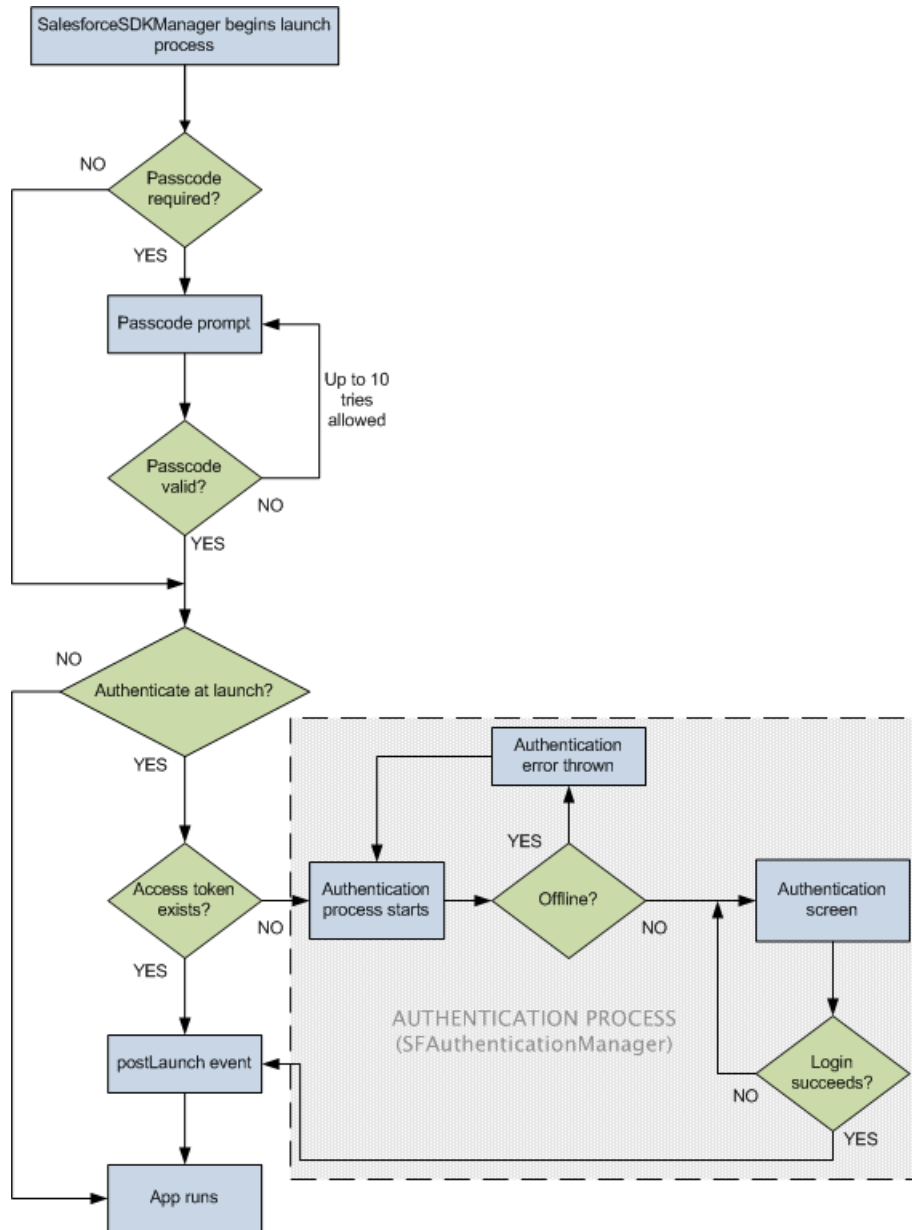 SalesforceSDKManager begins launch
process
NO
Passcode
required?
YES
Passcode prompt
Up to 10
tries
allowed
Passcode
valid?
NO
YES
NO
Authenticate at launch?
YES
Authentication
error thrown
YES
Access token
exists?
NO
Authentication
process starts
Offline?
NO
Authentication
screen
YES
AUTHENTICATION PROCESS
(SFAuthenticationManager)
postLaunch event
Login
succeeds?
NO
YES
App runs